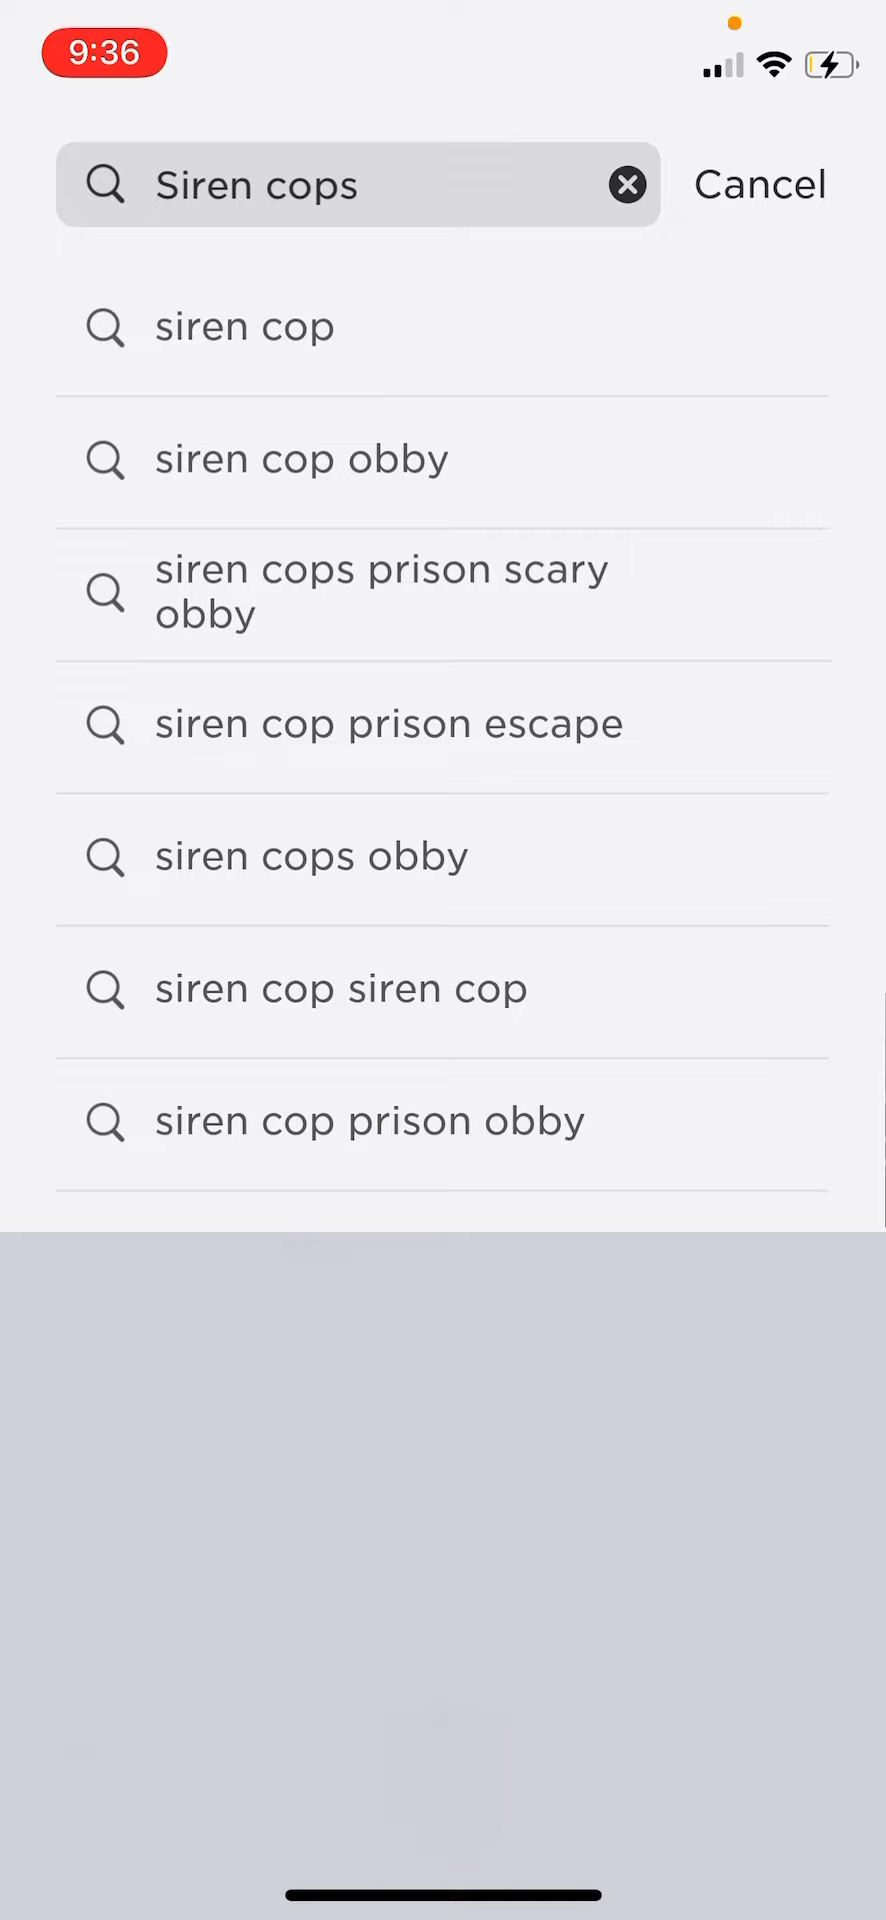 9:36
Siren cops
Cancel
siren cop
siren cop obby
siren cops prison scary
obby
siren cop prison escape
siren cops obby
siren cop siren cop
siren cop prison obby